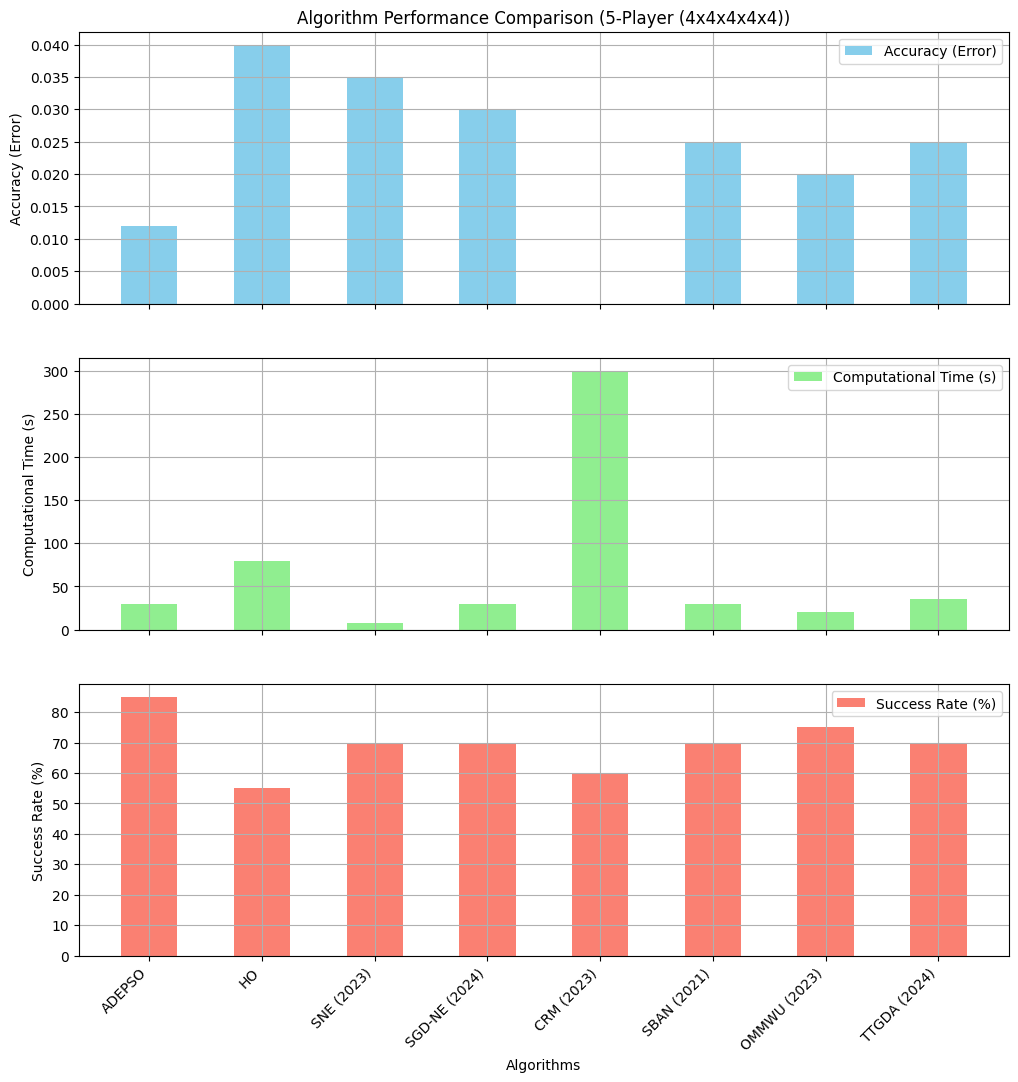 Algorithm Performance Comparison (5-Player (4x4x4x4x4))
Accuracy (Error)
0.040
0.035
0.030
0.025
0.020
0.015
0.010
0.005
0.000
Accuracy (Error)
Computational Time (s)
300
250
200
150
100
50
0
Computational Time (s)
Success Rate (%)
80
70
60
50
40
30
20
10
0
Success Rate (%)
ADEPSO
HO
SNE (2023)
SGD-NE (2024)
CRM (2023)
SBAN (2021)
OMMWU (2023)
TTGDA (2024)
Algorithms